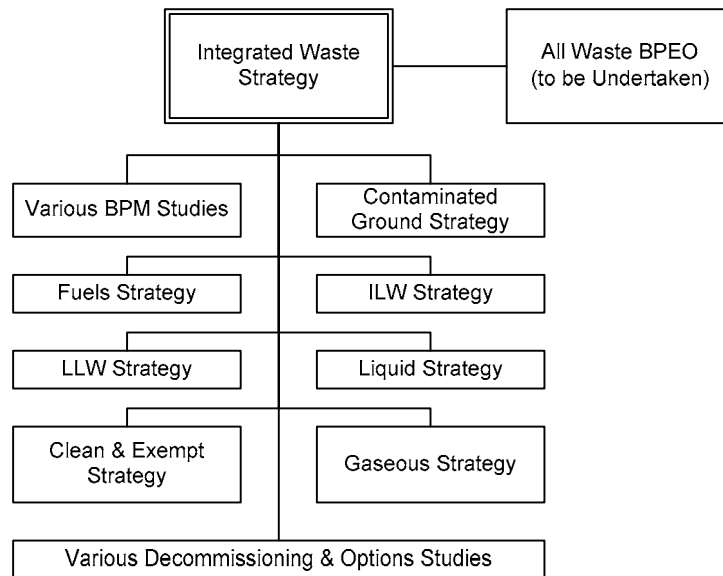 Integrated Waste
Strategy
All Waste BPEO
(to be Undertaken)
Various BPM Studies
Contaminated
Ground Strategy
Fuels Strategy
ILW Strategy
LLW Strategy
Liquid Strategy
Clean & Exempt
Strategy
Gaseous Strategy
Various Decommissioning & Options Studies